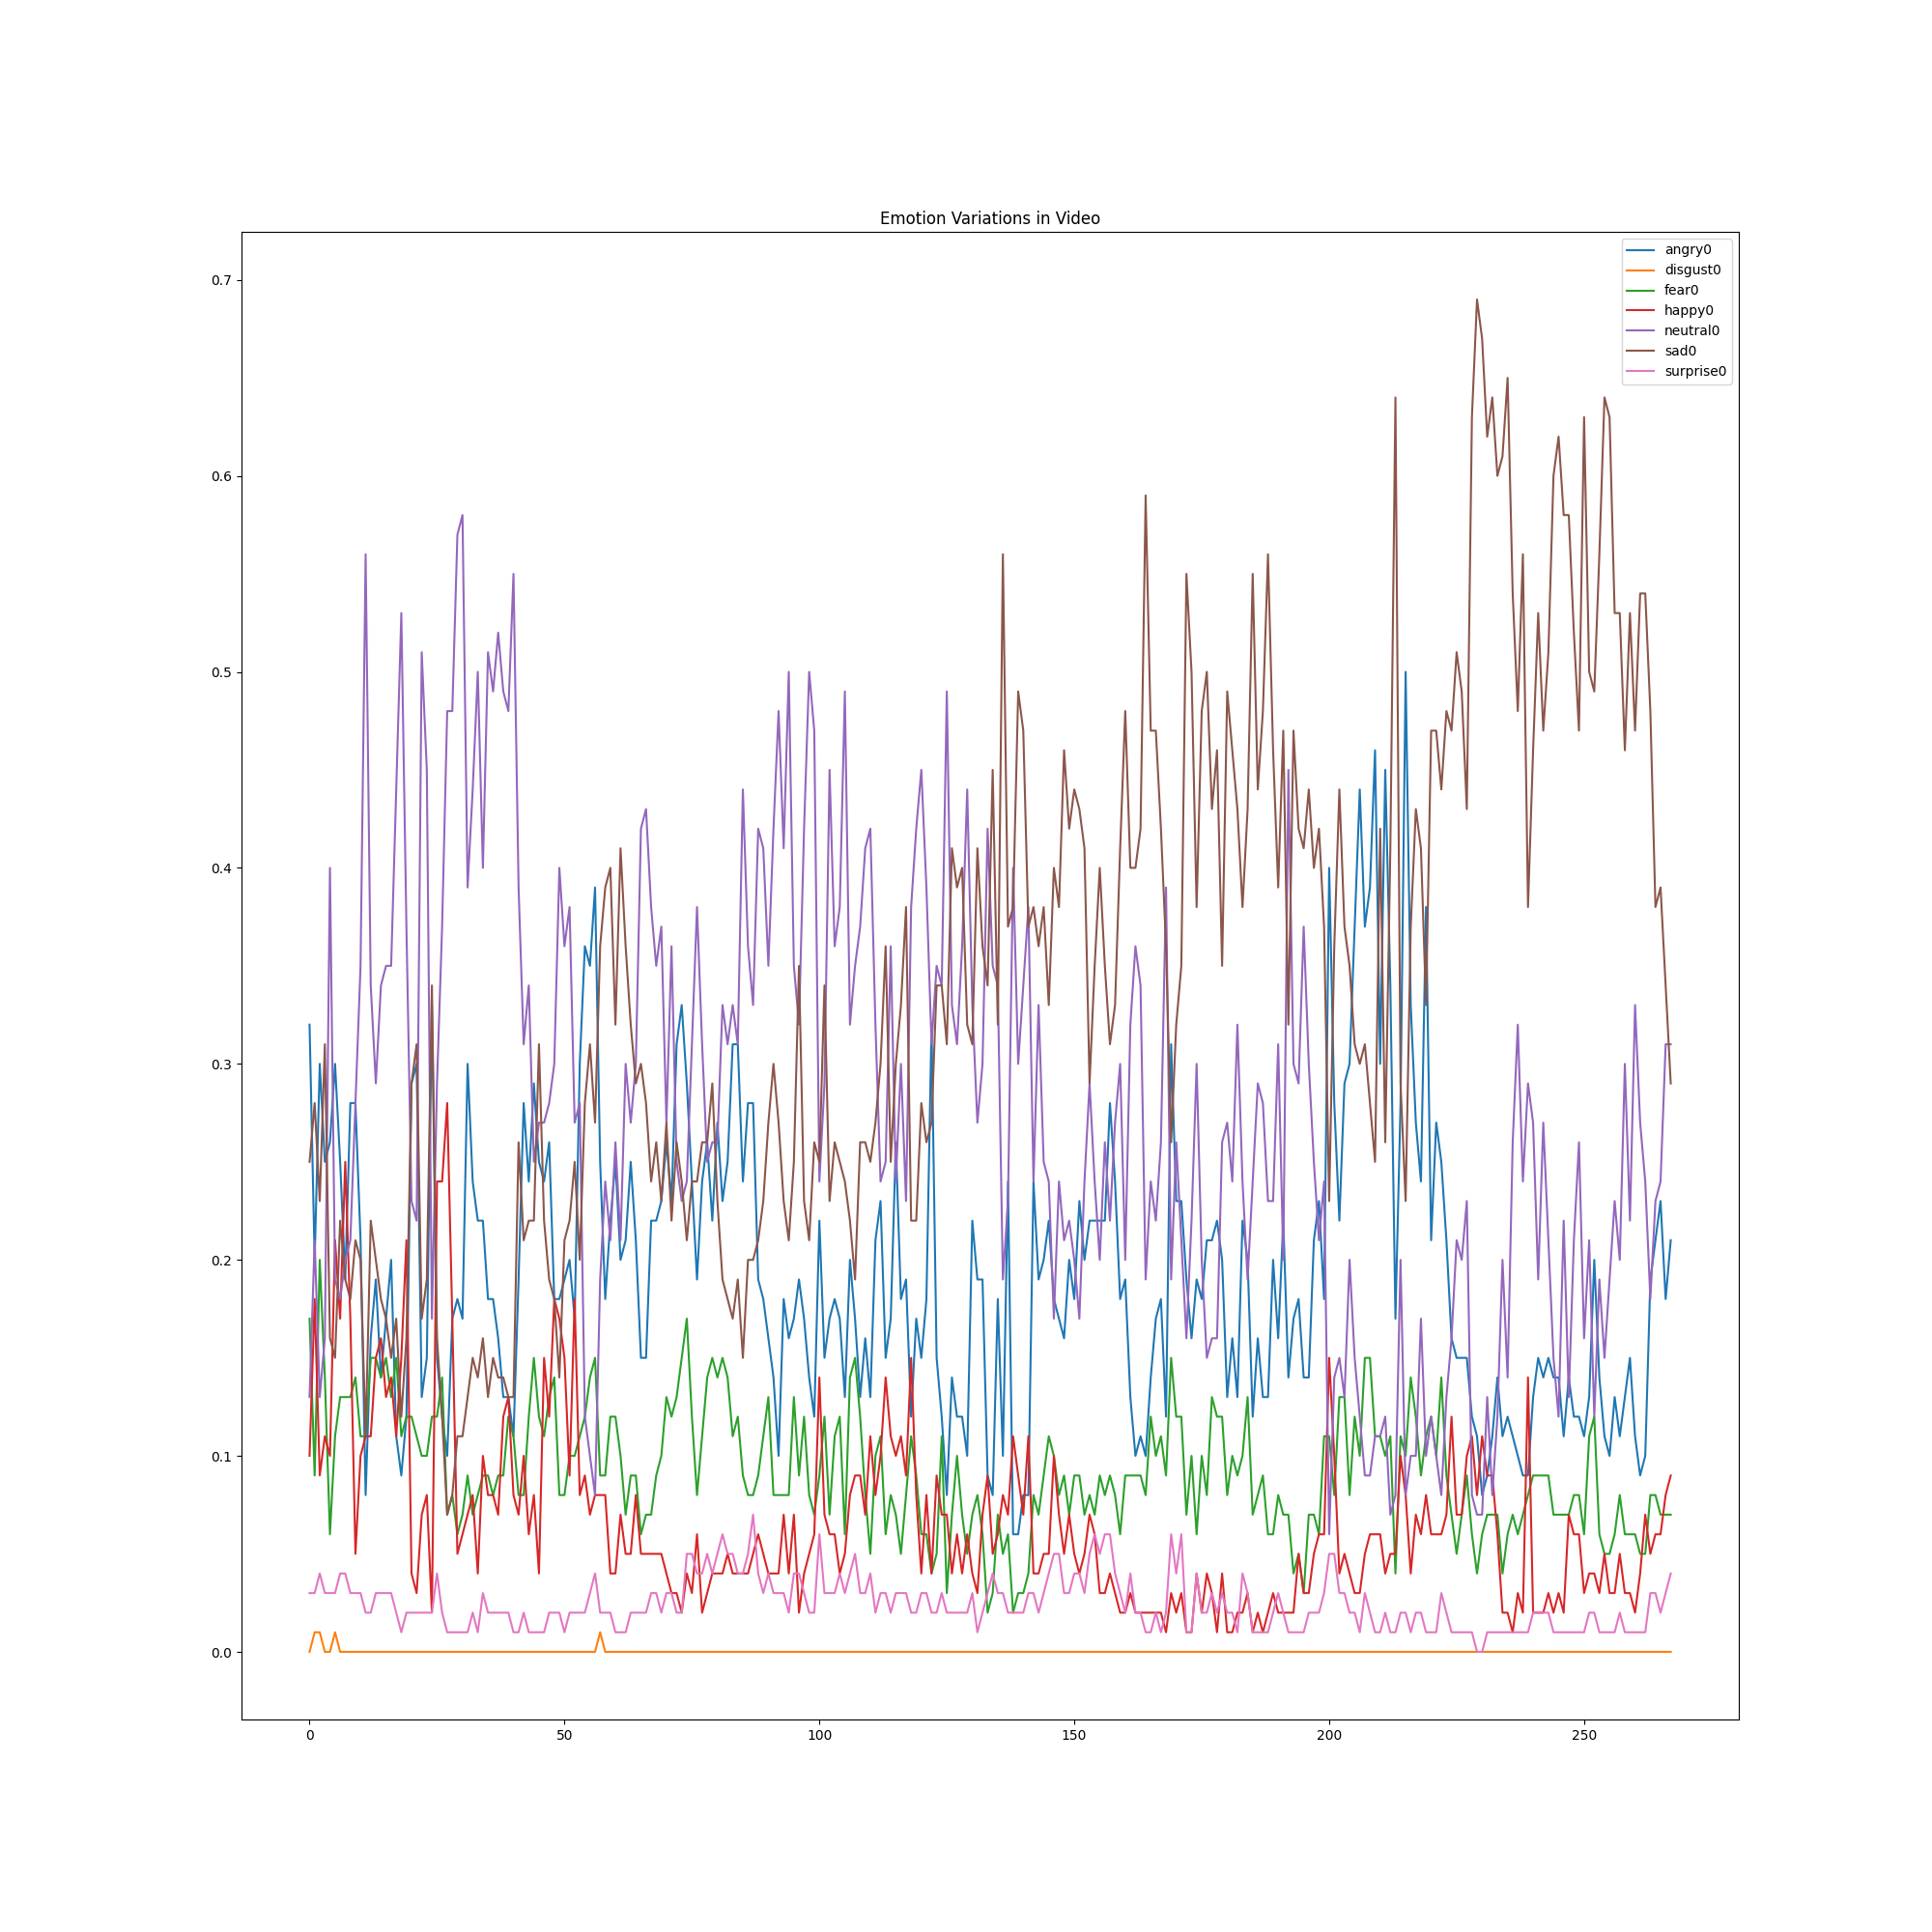 Emotion Variations in Video
angry0
disgust0
fear0
happy0
neutral0
sad0
surprise0
0.7
0.6
0.5
0.4
0.3
0.2
0.1
0.0
0 50 100 150 200 250